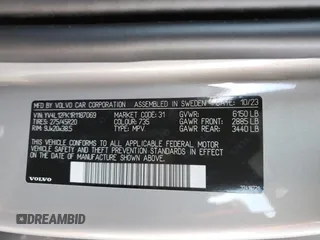 MFD BY VOLVO CAR CORPORATION ASSEMBLED IN SWEDEN DATE: 10/23
VIN: YV4L12PK1R1187069 MARKET CODE: 31 GVWR: 6150 LB
TIRES: 275/45R20 COLOUR: 735 GAWR FRONT: 2885 LB
RIM: 9Jx20x38.5 TYPE: MPV GAWR REAR: 3440 LB
THIS VEHICLE CONFORMS TO ALL APPLICABLE
U.S. FEDERAL MOTOR VEHICLE SAFETY
AND THEFT PREVENTION STANDARDS IN EFFECT
ON THE DATE OF MANUFACTURE SHOWN ABOVE
VOLVO
DREAMBID